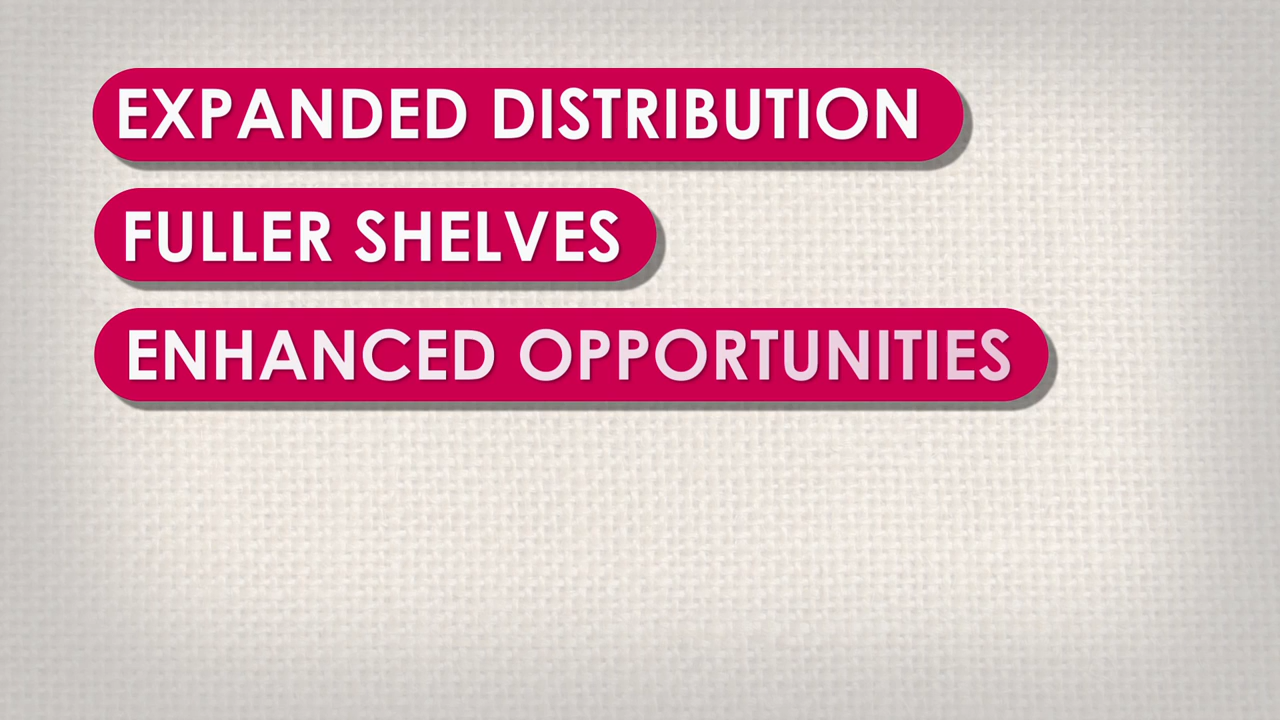 EXPANDED DISTRIBUTION
FULLER SHELVES
ENHANCED OPPORTUNITIES